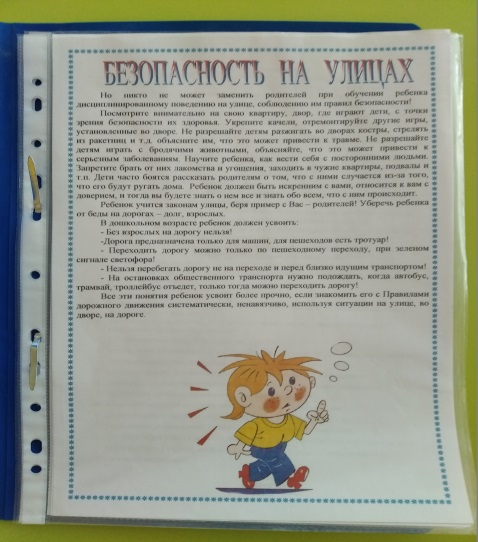 БЕЗОПАСНОСТЬ НА УЛИЦАХ
Но никто не может заменить родителей при обучении ребенка
дисциплинированному поведению на улице, соблюдению им правил безопасности!
Посмотрите внимательно на свою квартиру, двор, где играют дети, с точки
зрения безопасности их здоровья. Укрепите качели, отремонтируйте другие игры,
установленные во дворе. Не разрешайте детям разжигать во дворах костры, стрелять
из ракетниц и т.д. объясните им, что это может привести к травме. Не разрешайте
детям играть с бродячими животными, объясняйте, что это может привести к
серьезным заболеваниям. Научите ребенка, как вести себя с посторонними людьми.
Запретите брать от них лакомства и угощения, заходить в чужие квартиры, подвалы и
т.п. Дети часто боятся рассказать родителям о том, что с ними случается из-за того,
что его будут ругать дома. Ребенок должен быть искренним с вами, относится к вам с
доверием, и тогда вы будете знать о нем все и знать обо всем, что с ним происходит.
Ребенок учится законам улицы, беря пример с Вас – родителей! Уберечь ребенка
от беды на дорогах – долг, взрослых.
В дошкольном возрасте ребенок должен усвоить:
- Без взрослых на дорогу нельзя!
-Дорога предназначена только для машин, для пешеходов есть тротуар!
- Переходить дорогу можно только по пешеходному переходу, при зеленом
сигнале светофора!
- Нельзя перебегать дорогу не на переходе и перед близко идущим транспортом!
- На остановках общественного транспорта нужно подождать, когда автобус,
трамвай, троллейбус отъедет, только тогда можно переходить дорогу!
Все эти понятия ребенок усвоит более прочно, если знакомить его с Правилами
дорожного движения систематически, ненавязчиво, используя ситуации на улице, во
дворе, на дороге.